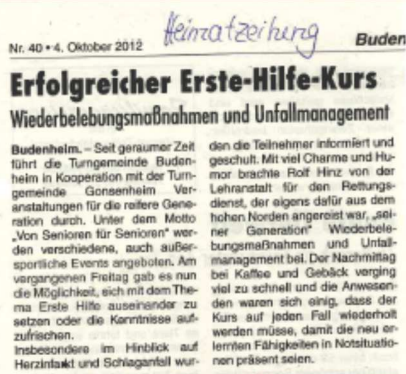 Heimatzeitung
Nr. 40 • 4. Oktober 2012
Buden
Erfolgreicher Erste-Hilfe-Kurs
Wiederbelebungsmaßnahmen und Unfallmanagement
Budenheim. – Seit geraumer Zeit
führt die Turngemeinde Buden-
heim in Kooperation mit der Turn-
gemeinde Gonsenheim Ver-
anstaltungen für die reifere Gene-
ration durch. Unter dem Motto
„Von Senioren für Senioren" wer-
den verschiedene, auch außer-
sportliche Events angeboten. Am
vergangenen Freitag gab es nun
die Möglichkeit, sich mit dem The-
ma Erste Hilfe auseinander zu
setzen oder die Kenntnisse auf-
zufrischen.
Insbesondere im Hinblick auf
Herzinfakt und Schlaganfall wur-
den die Teilnehmer informiert und
geschult. Mit viel Charme und Hu-
mor brachte Rolf Hinz von der
Lehranstalt für den Rettungs-
dienst, der eigens dafür aus dem
hohen Norden angereist war, „sei-
ner Generation" Wiederbele-
bungsmaßnahmen und Unfall-
management bei. Der Nachmittag
bei Kaffee und Gebäck verging
viel zu schnell und die Anwesen-
den waren sich einig, dass der
Kurs auf jeden Fall wiederholt
werden müsse, damit die neu er-
lernten Fähigkeiten in Notsituatio-
nen präsent seien.